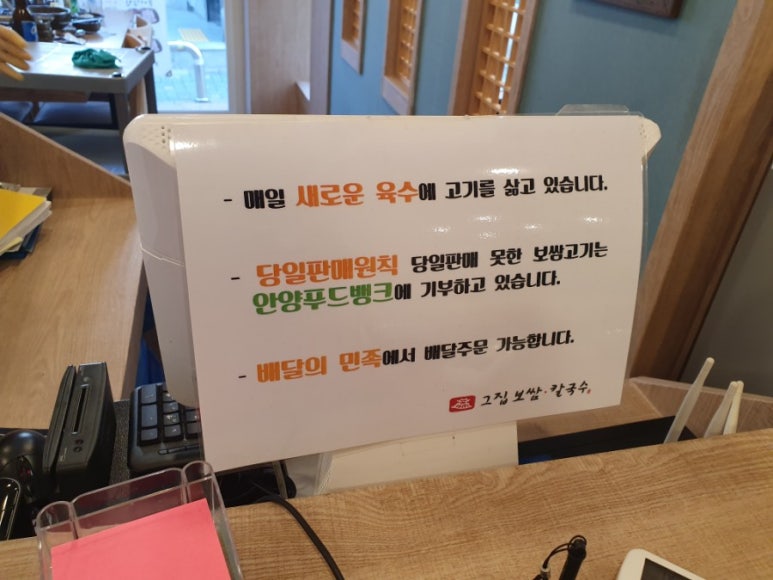 - 매일 새로운 육수에 고기를 삶고 있습니다.
- 당일판매원칙 당일판매 못한 보쌈고기는
안양푸드뱅크에 기부하고 있습니다.
- 배달의 민족에서 배달주문 가능합니다.
그집보쌈·칼국수